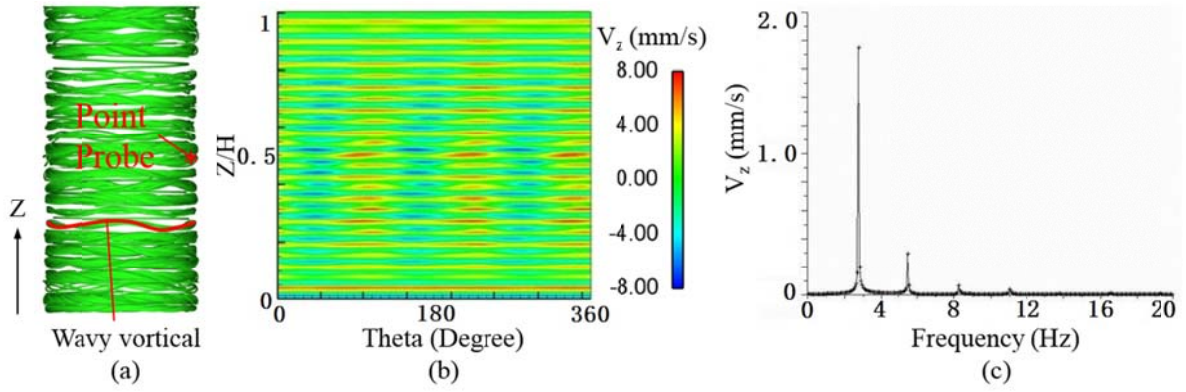 Point
Probe
Z
Wavy vortical
(a)
1
Z/H
0.5
0
0
180
360
Theta (Degree)
(b)
V_z (mm/s)
8.00
4.00
0.00
-4.00
-8.00
2.0
V_z (mm/s)
1.0
0
0
4
8
12
16
20
Frequency (Hz)
(c)